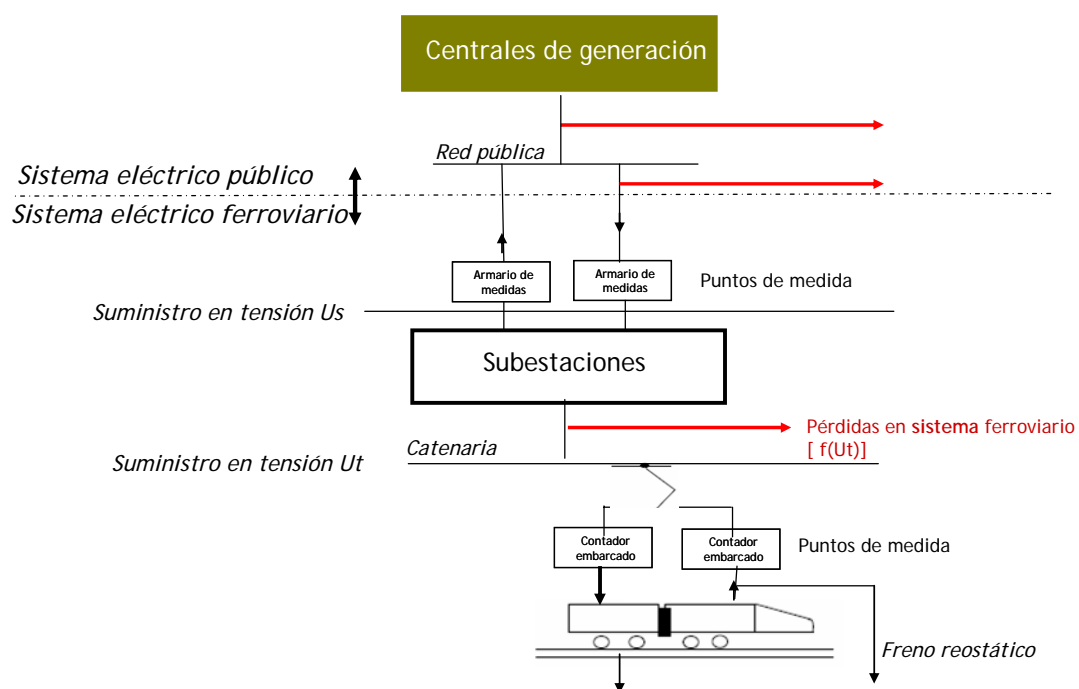 Centrales de generación
Red pública
Sistema eléctrico público
Sistema eléctrico ferroviario
Armario de
medidas
Armario de
medidas
Puntos de medida
Suministro en tensión Us
Subestaciones
Pérdidas en sistema ferroviario
[ f(Ut)]
Catenaria
Suministro en tensión Ut
Contador
embarcado
Contador
embarcado
Puntos de medida
Freno reostático